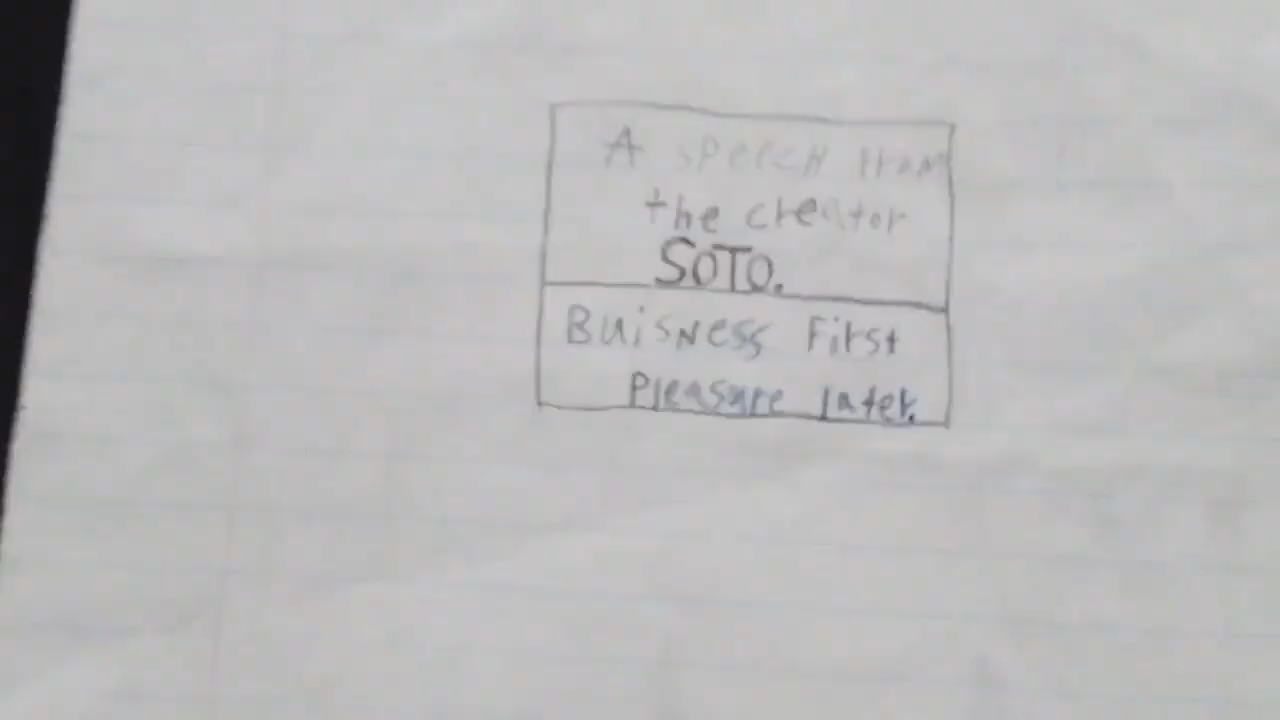 A speech from
the creator
SOTO.
Buisness First
Pleasure later.